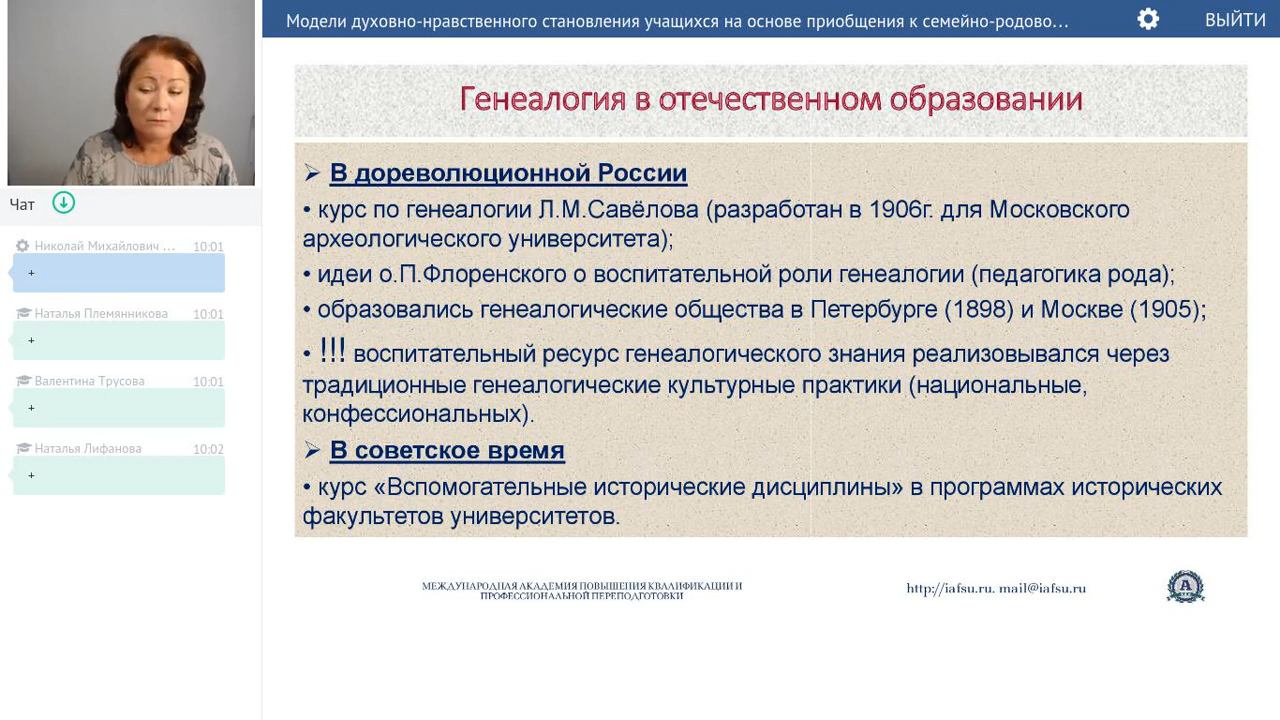 Модели духовно-нравственного становления учащихся на основе приобщения к семейно-родово...
ВЫЙТИ
Чат
Николай Михайлович ...
10:01
+
Наталья Племянникова
10:01
+
Валентина Трусова
10:01
+
Наталья Лифанова
10:02
+
Генеалогия в отечественном образовании
➢ В дореволюционной России
• курс по генеалогии Л.М.Савёлова (разработан в 1906г. для Московского
археологического университета);
• идеи о.П.Флоренского о воспитательной роли генеалогии (педагогика рода);
• образовались генеалогические общества в Петербурге (1898) и Москве (1905);
• !!! воспитательный ресурс генеалогического знания реализовывался через
традиционные генеалогические культурные практики (национальные,
конфессиональных).
➢ В советское время
• курс «Вспомогательные исторические дисциплины» в программах исторических
факультетов университетов.
МЕЖДУНАРОДНАЯ АКАДЕМИЯ ПОВЫШЕНИЯ КВАЛИФИКАЦИИ И
ПРОФЕССИОНАЛЬНОЙ ПЕРЕПОДГОТОВКИ
http://iafsu.ru. mail@iafsu.ru
А